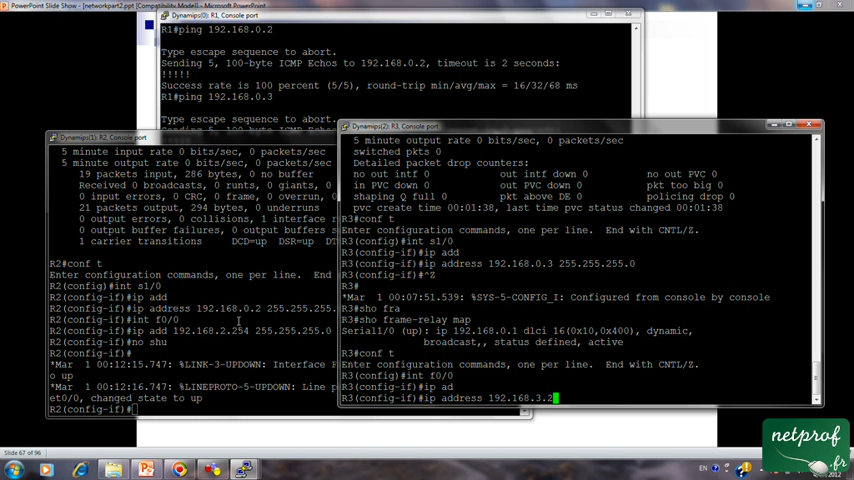 PowerPoint Slide Show - [networkpart2.ppt [Compatibility Mode] - Microsoft PowerPoint
Dynamips(0): R1, Console port
R1#ping 192.168.0.2
Type escape sequence to abort.
Sending 5, 100-byte ICMP Echos to 192.168.0.2, timeout is 2 seconds:
!!!!!
Success rate is 100 percent (5/5), round-trip min/avg/max = 16/32/68 ms
R1#ping 192.168.0.3
Type escape sequence to abort.
Dynamips(1): R2, Console port
5 minute input rate 0 bits/sec, 0 packets/sec
5 minute output rate 0 bits/sec, 0 packets/sec
19 packets input, 286 bytes, 0 no buffer
Received 0 broadcasts, 0 runts, 0 giants,
0 input errors, 0 CRC, 0 frame, 0 overrun, 0
21 packets output, 294 bytes, 0 underruns
0 output errors, 0 collisions, 1 interface r
0 output buffer failures, 0 output buffers s
1 carrier transitions DCD=up DSR=up DT
R2#conf t
Enter configuration commands, one per line. End
R2(config)#int s1/0
R2(config-if)#ip add
R2(config-if)#ip address 192.168.0.2 255.255.255.
R2(config-if)#int f0/0
R2(config-if)#ip add 192.168.2.254 255.255.255.0
R2(config-if)#no shu
*Mar 1 00:12:15.747: %LINK-3-UPDOWN: Interface F
o up
*Mar 1 00:12:16.747: %LINEPROTO-5-UPDOWN: Line p
et0/0, changed state to up
R2(config-if)#
Dynamips(2): R3, Console port
5 minute output rate 0 bits/sec, 0 packets/sec
switched pkts 0
Detailed packet drop counters:
no out intf 0 out intf down 0 no out PVC 0
in PVC down 0 out PVC down 0 pkt too big 0
shaping Q full 0 pkt above DE 0 policing drop 0
pvc create time 00:01:38, last time pvc status changed 00:01:38
R3#conf t
Enter configuration commands, one per line. End with CNTL/Z.
R3(config)#int s1/0
R3(config-if)#ip add
R3(config-if)#ip address 192.168.0.3 255.255.255.0
R3(config-if)#^Z
R3#
*Mar 1 00:07:51.539: %SYS-5-CONFIG_I: Configured from console by console
R3#sho fra
R3#sho frame-relay map
Serial1/0 (up): ip 192.168.0.1 dlci 16(0x10,0x400), dynamic,
broadcast,, status defined, active
R3#conf t
Enter configuration commands, one per line. End with CNTL/Z.
R3(config)#int f0/0
R3(config-if)#ip ad
R3(config-if)#ip address 192.168.3.2
Slide 67 of 96
EN
2012
netprof
.fr